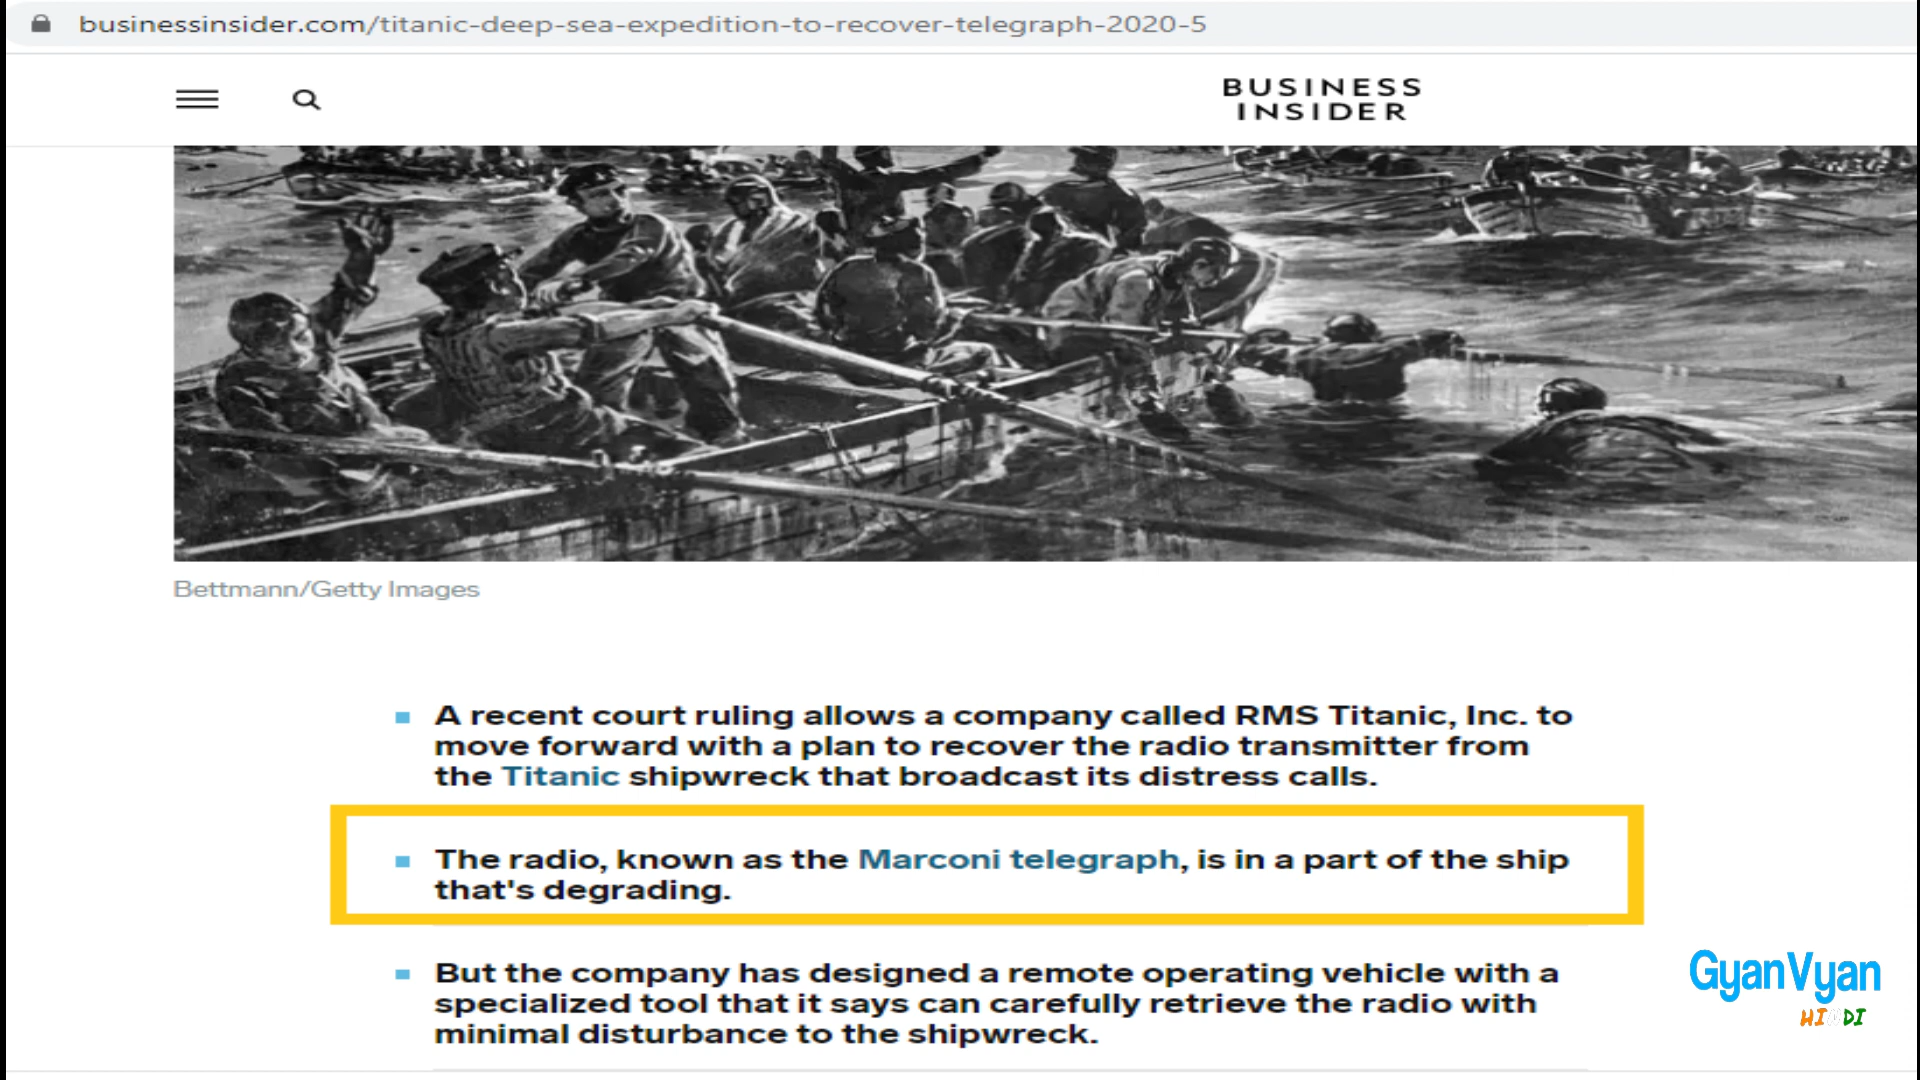 businessinsider.com/titanic-deep-sea-expedition-to-recover-telegraph-2020-5
BUSINESS
INSIDER
Bettmann/Getty Images
A recent court ruling allows a company called RMS Titanic, Inc. to
move forward with a plan to recover the radio transmitter from
the Titanic shipwreck that broadcast its distress calls.
The radio, known as the Marconi telegraph, is in a part of the ship
that's degrading.
But the company has designed a remote operating vehicle with a
specialized tool that it says can carefully retrieve the radio with
minimal disturbance to the shipwreck.
GyanVyan
HINDI